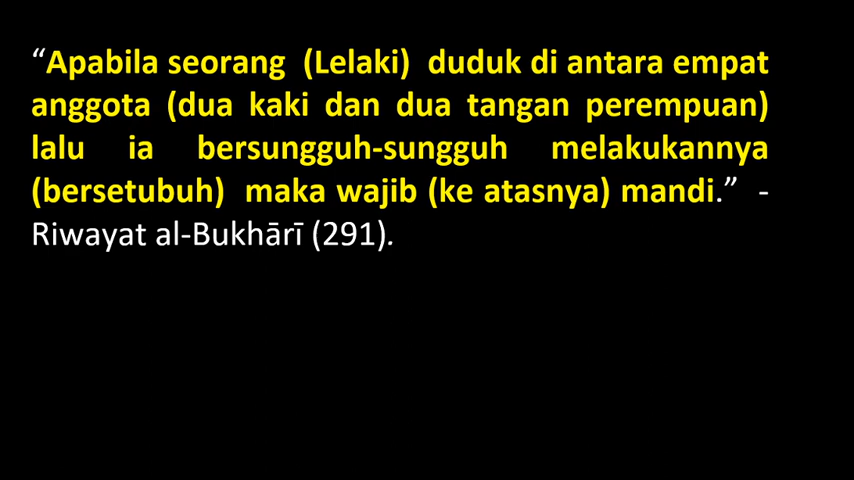 “Apabila seorang (Lelaki) duduk di antara empat
anggota (dua kaki dan dua tangan perempuan)
lalu ia bersungguh-sungguh melakukannya
(bersetubuh) maka wajib (ke atasnya) mandi.” -
Riwayat al-Bukhārī (291).